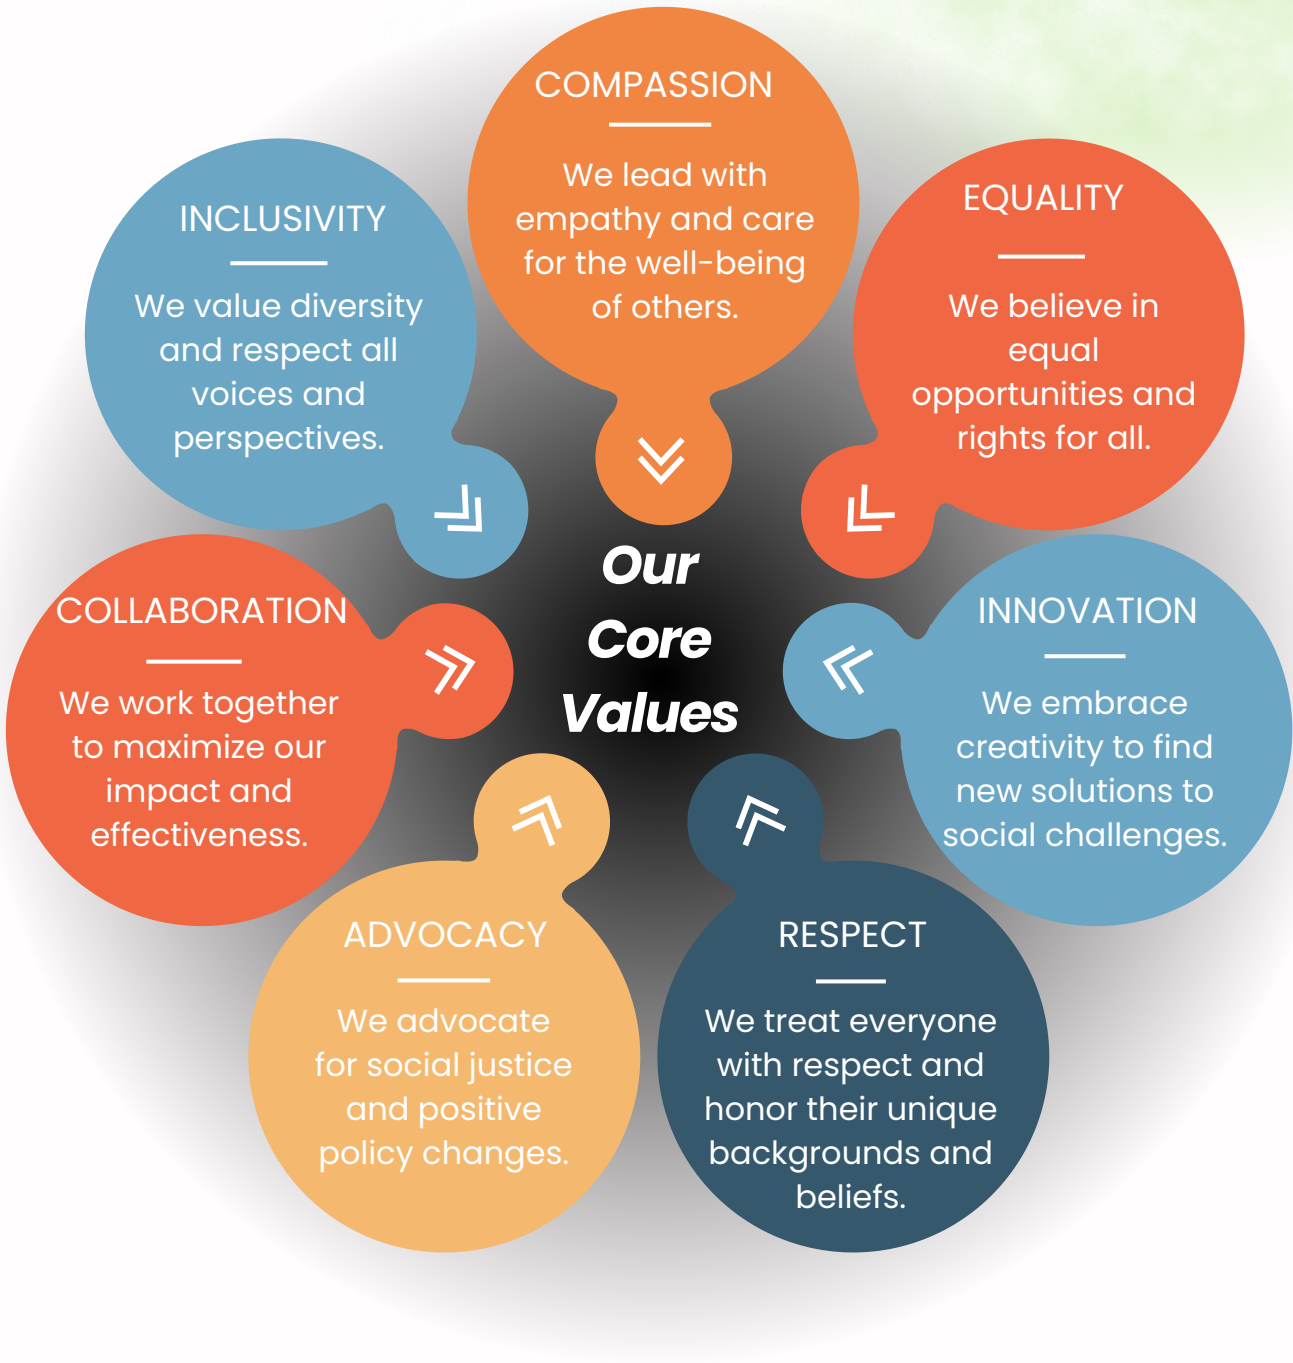 COMPASSION
We lead with
empathy and care
for the well-being
of others.
EQUALITY
We believe in
equal
opportunities and
rights for all.
INNOVATION
We embrace
creativity to find
new solutions to
social challenges.
RESPECT
We treat everyone
with respect and
honor their unique
backgrounds and
beliefs.
ADVOCACY
We advocate
for social justice
and positive
policy changes.
COLLABORATION
We work together
to maximize our
impact and
effectiveness.
INCLUSIVITY
We value diversity
and respect all
voices and
perspectives.
Our
Core
Values